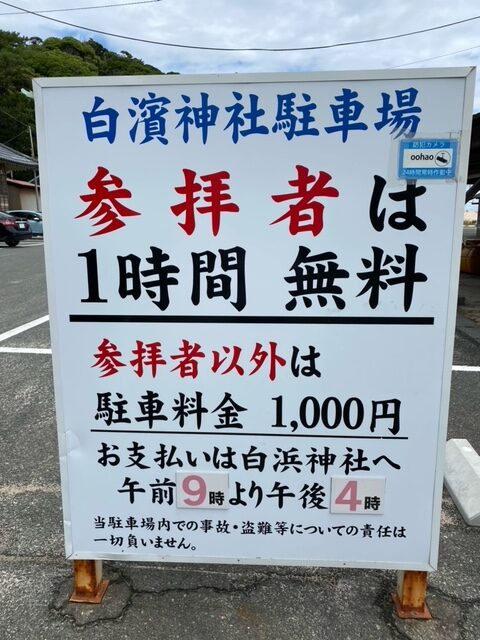 白濱神社駐車場
防犯カメラ
oohao
24時間常時作動中
参拝者は
1時間 無料
参拝者以外は
駐車料金 1,000円
お支払いは白浜神社へ
午前9時より午後4時
当駐車場内での事故・盗難等についての責任は
一切負いません。